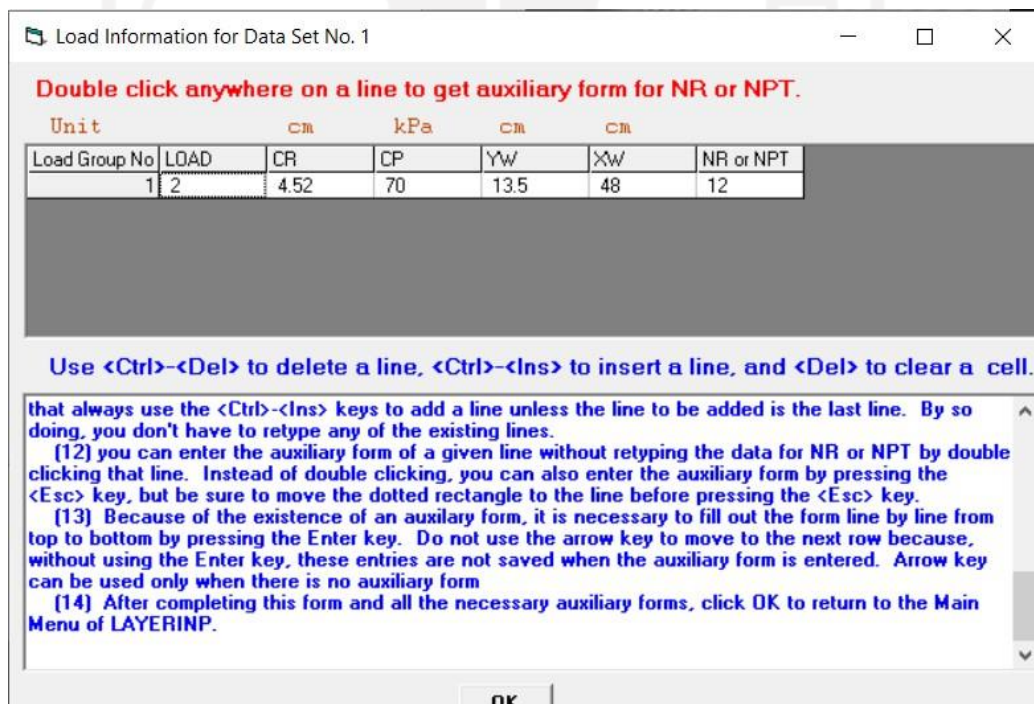 Load Information for Data Set No. 1
Double click anywhere on a line to get auxiliary form for NR or NPT.
Unit cm kPa cm cm
Load Group No LOAD CR CP YW XW NR or NPT
1 2 4.52 70 13.5 48 12
Use <Ctrl>-<Del> to delete a line, <Ctrl>-<Ins> to insert a line, and <Del> to clear a cell.
that always use the <Ctrl>-<Ins> keys to add a line unless the line to be added is the last line. By so
doing, you don't have to retype any of the existing lines.
(12) you can enter the auxiliary form of a given line without retyping the data for NR or NPT by double
clicking that line. Instead of double clicking, you can also enter the auxiliary form by pressing the
<Esc> key, but be sure to move the dotted rectangle to the line before pressing the <Esc> key.
(13) Because of the existence of an auxilary form, it is necessary to fill out the form line by line from
top to bottom by pressing the Enter key. Do not use the arrow key to move to the next row because,
without using the Enter key, these entries are not saved when the auxiliary form is entered. Arrow key
can be used only when there is no auxiliary form
(14) After completing this form and all the necessary auxiliary forms, click OK to return to the Main
Menu of LAYERINP.
OK